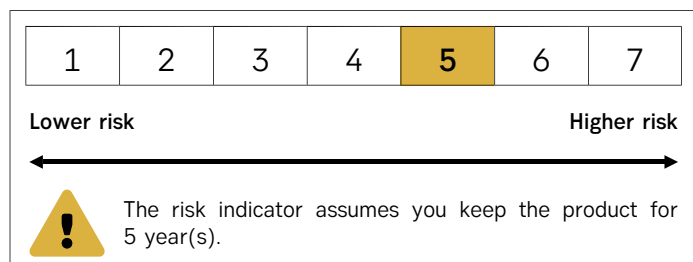 1 2 3 4 5 6 7
Lower risk Higher risk
!
The risk indicator assumes you keep the product for
5 year(s).